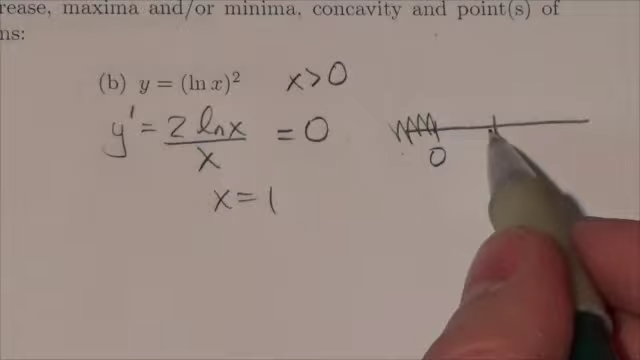 rease, maxima and/or minima, concavity and point(s) of
ns:
(b) y = (ln x)² x > 0
y' = 2 ln x / x = 0
0
x = 1